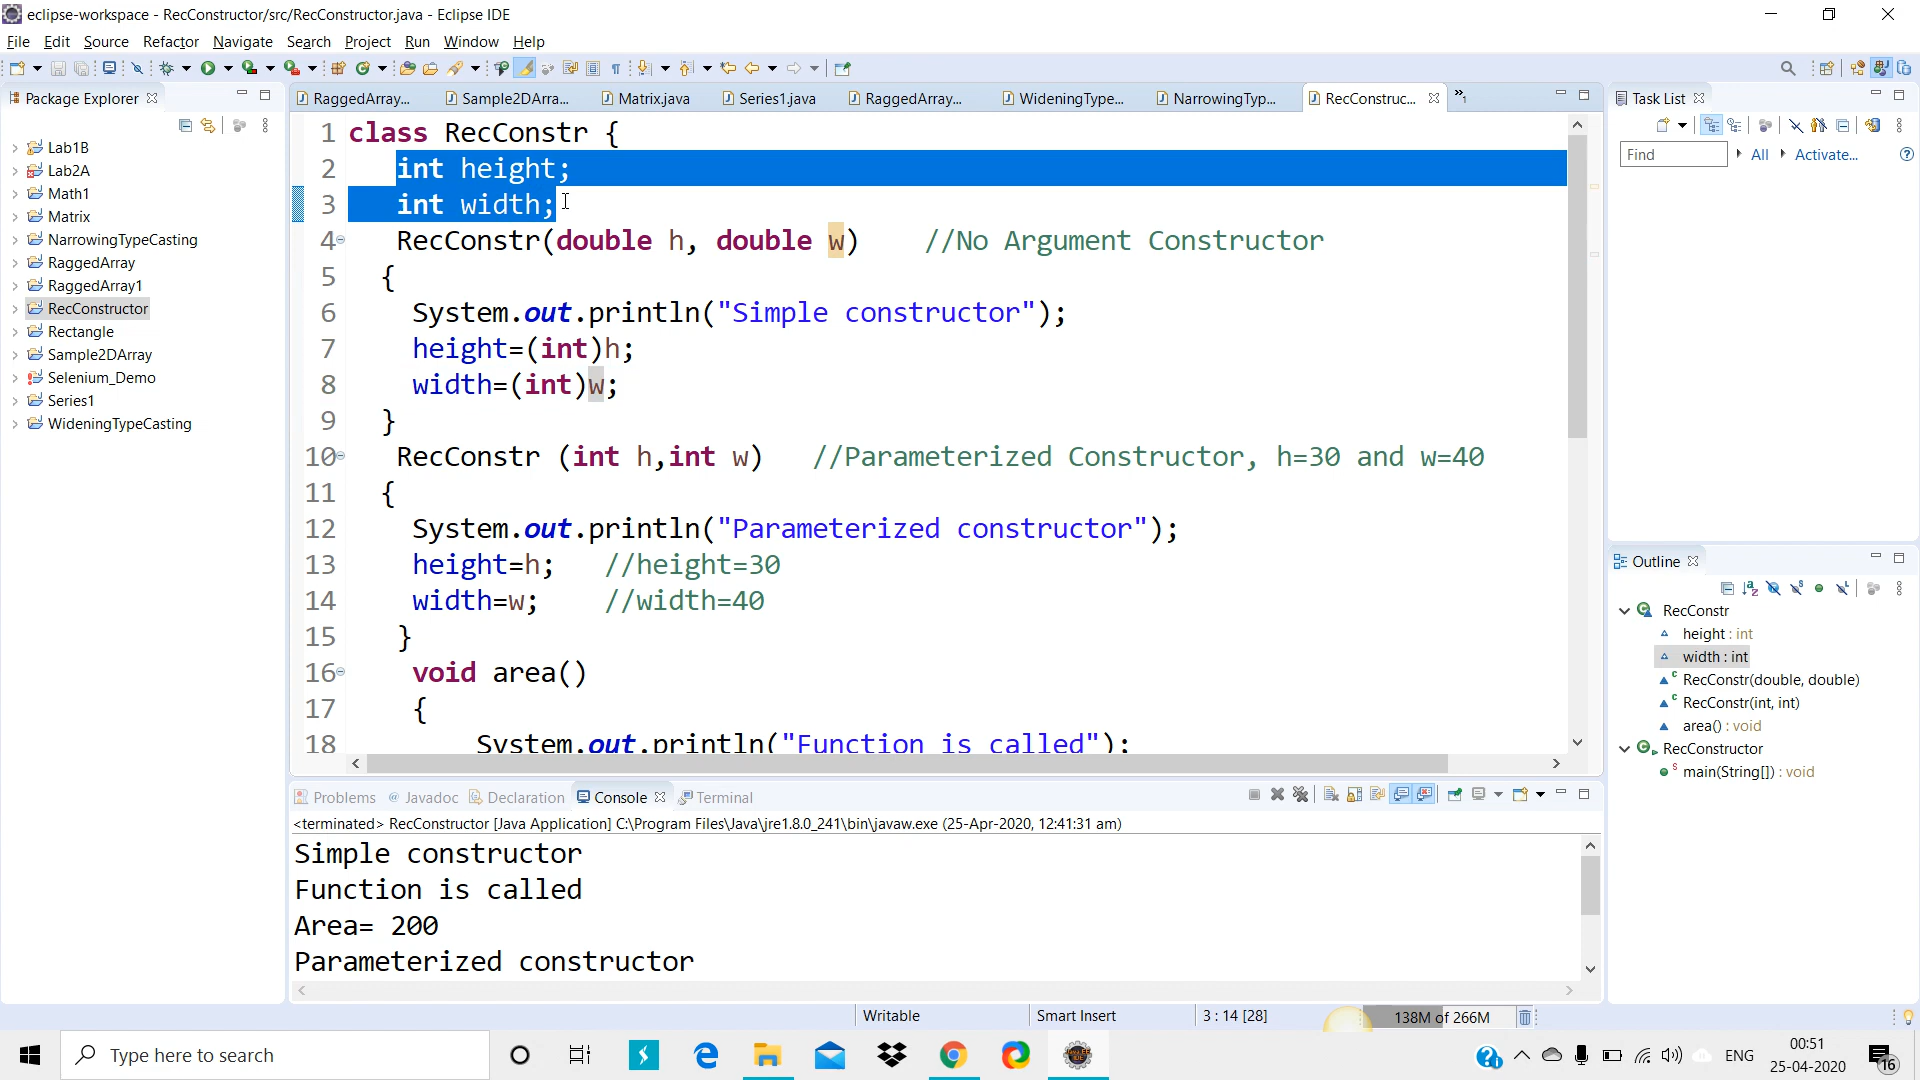 eclipse-workspace - RecConstructor/src/RecConstructor.java - Eclipse IDE
File Edit Source Refactor Navigate Search Project Run Window Help
Package Explorer
Lab1B
Lab2A
Math1
Matrix
NarrowingTypeCasting
RaggedArray
RaggedArray1
RecConstructor
Rectangle
Sample2DArray
Selenium_Demo
Series1
WideningTypeCasting
RaggedArray... Sample2DArra... Matrix.java Series1.java RaggedArray... WideningType... NarrowingTyp... RecConstruc... »1
1 class RecConstr {
2 int height;
3 int width;
4 RecConstr(double h, double w) //No Argument Constructor
5 {
6 System.out.println("Simple constructor");
7 height=(int)h;
8 width=(int)w;
9 }
10 RecConstr (int h,int w) //Parameterized Constructor, h=30 and w=40
11 {
12 System.out.println("Parameterized constructor");
13 height=h; //height=30
14 width=w; //width=40
15 }
16 void area()
17 {
18 System.out.println("Function is called");
Task List
Find All Activate...
Outline
RecConstr
height : int
width : int
RecConstr(double, double)
RecConstr(int, int)
area() : void
RecConstructor
main(String[]) : void
Problems @ Javadoc Declaration Console Terminal
<terminated> RecConstructor [Java Application] C:\Program Files\Java\jre1.8.0_241\bin\javaw.exe (25-Apr-2020, 12:41:31 am)
Simple constructor
Function is called
Area= 200
Parameterized constructor
Writable Smart Insert 3 : 14 [28] 138M of 266M
Type here to search
ENG
00:51
25-04-2020
16